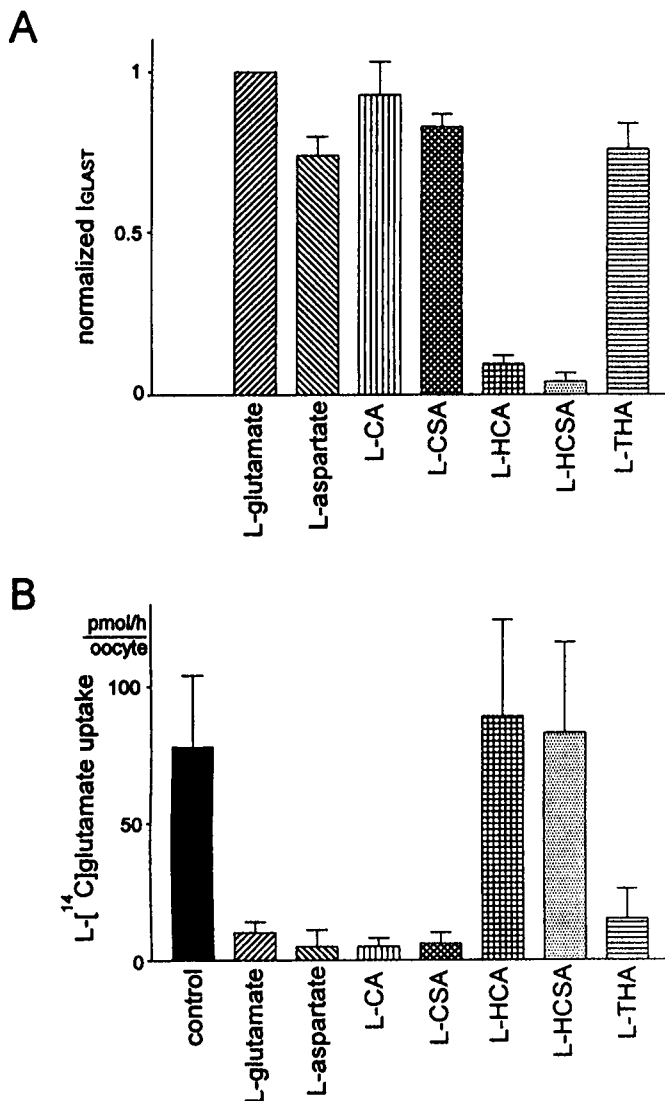 A
normalized IGLAST
1
0.5
0
L-glutamate
L-aspartate
L-CA
L-CSA
L-HCA
L-HCSA
L-THA
B
pmol/h
oocyte
L-[14C]glutamate uptake
100
50
0
control
L-glutamate
L-aspartate
L-CA
L-CSA
L-HCA
L-HCSA
L-THA